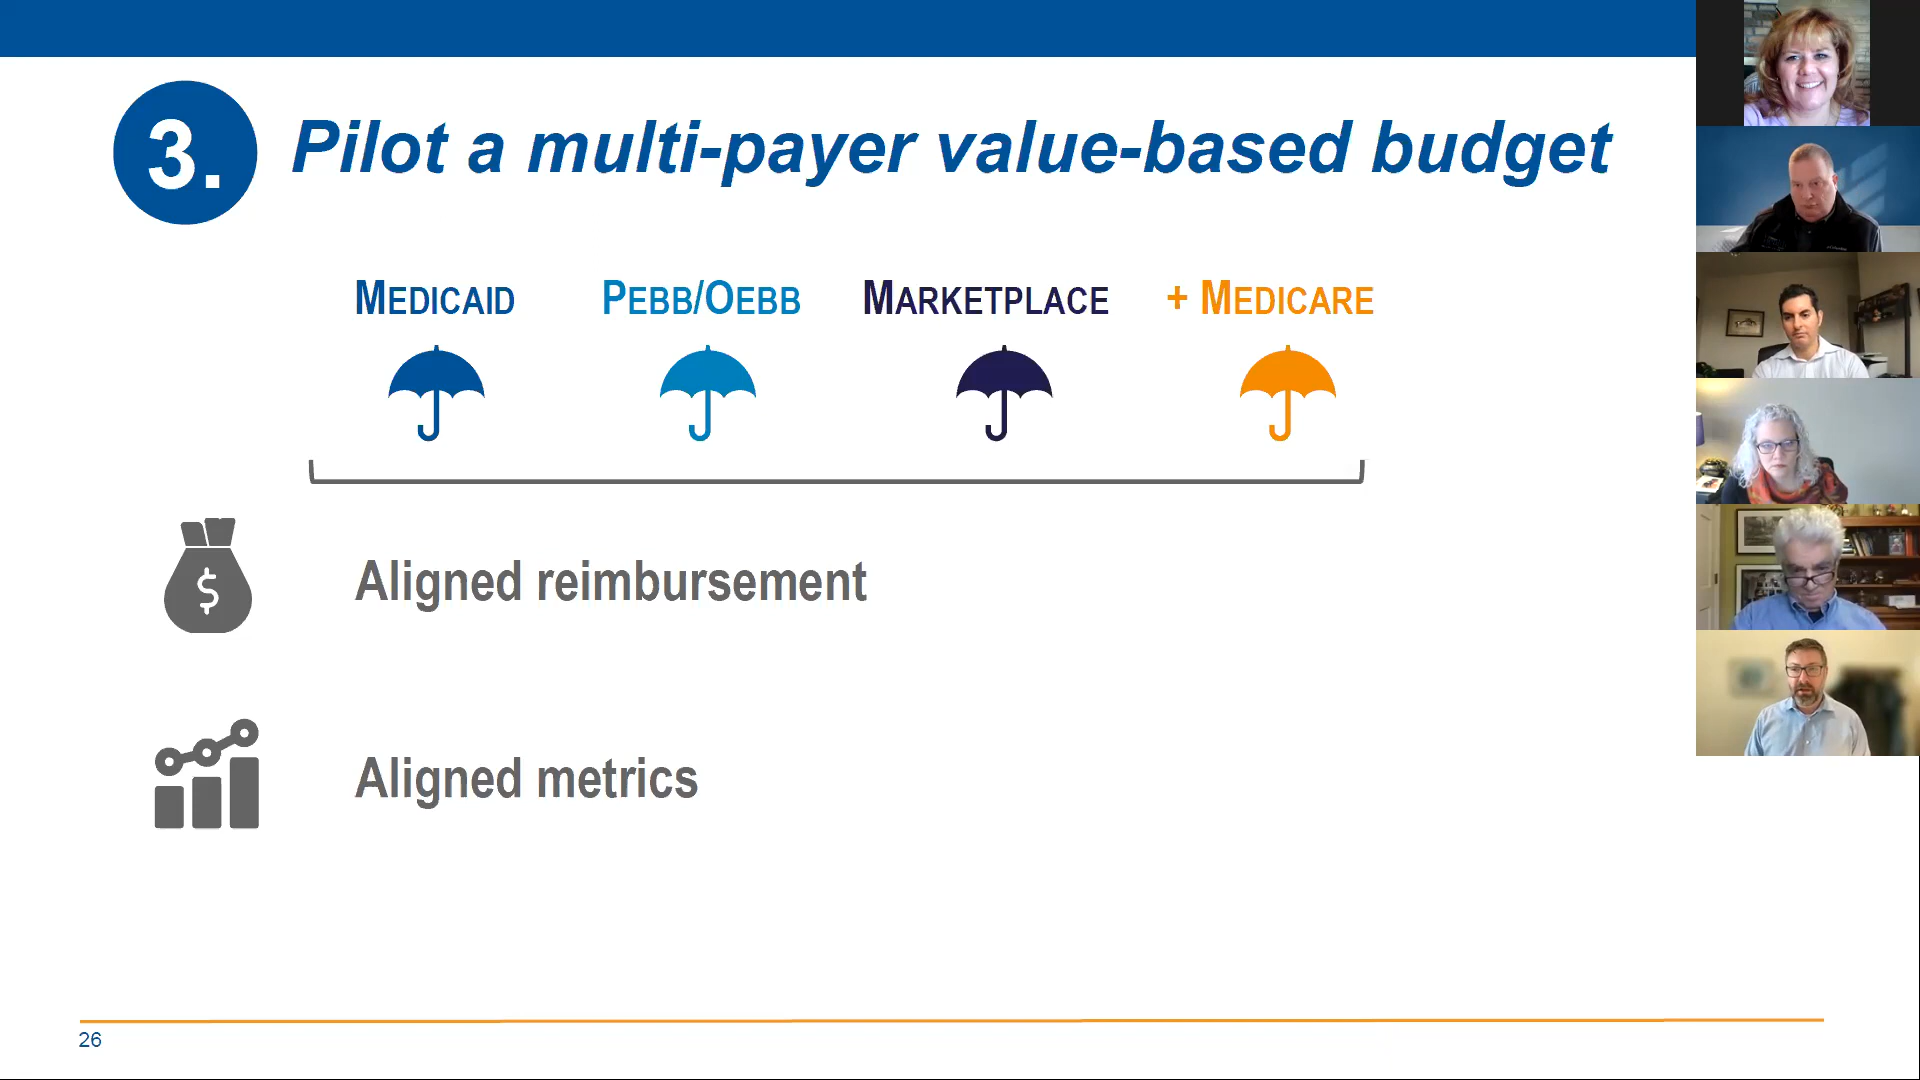 3. Pilot a multi-payer value-based budget
MEDICAID PEBB/OEBB MARKETPLACE + MEDICARE
$
Aligned reimbursement
Aligned metrics
26